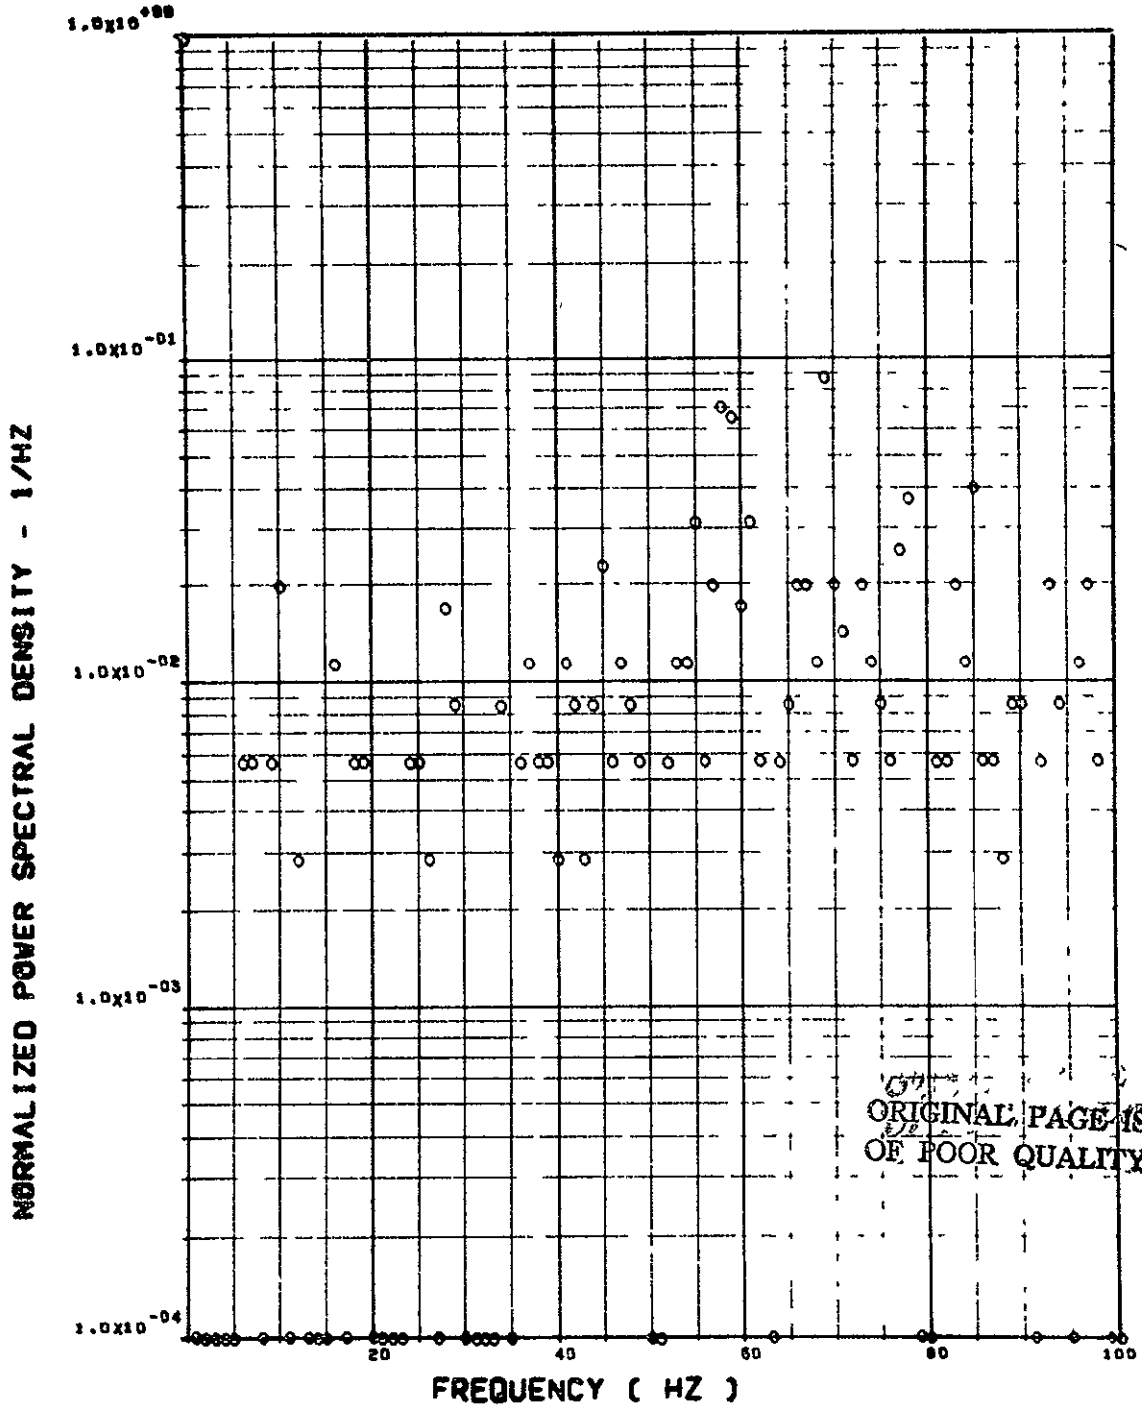 1.0X10+00
1.0X10-01
1.0X10-02
1.0X10-03
1.0X10-04
NORMALIZED POWER SPECTRAL DENSITY - 1/HZ
ORIGINAL PAGE IS
OF POOR QUALITY
20 40 60 80 100
FREQUENCY ( HZ )